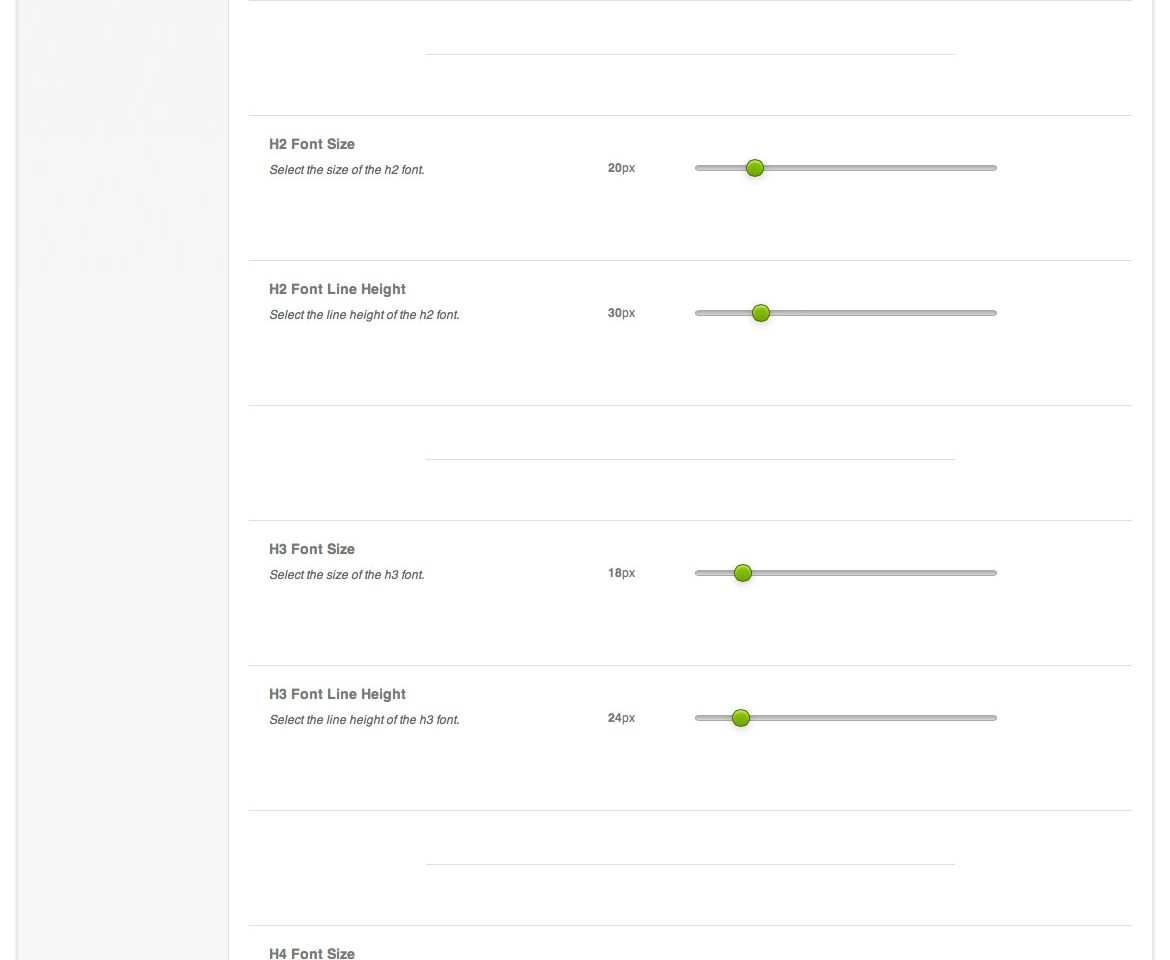 H2 Font Size
Select the size of the h2 font.
20px
H2 Font Line Height
Select the line height of the h2 font.
30px
H3 Font Size
Select the size of the h3 font.
18px
H3 Font Line Height
Select the line height of the h3 font.
24px
H4 Font Size